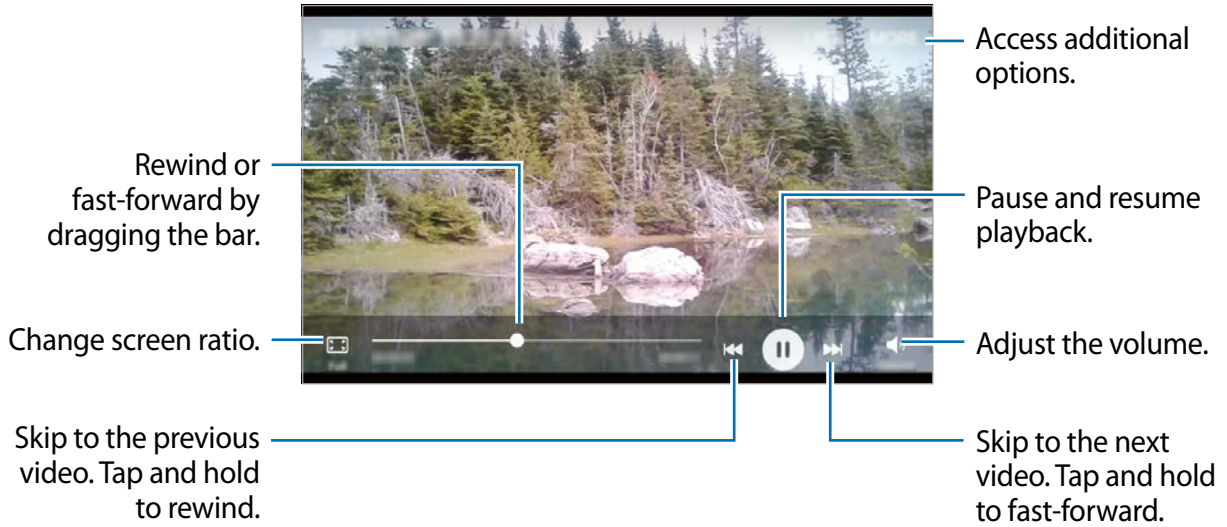 Access additional
options.
Rewind or
fast-forward by
dragging the bar.
Pause and resume
playback.
Change screen ratio.
Adjust the volume.
Skip to the previous
video. Tap and hold
to rewind.
Skip to the next
video. Tap and hold
to fast-forward.